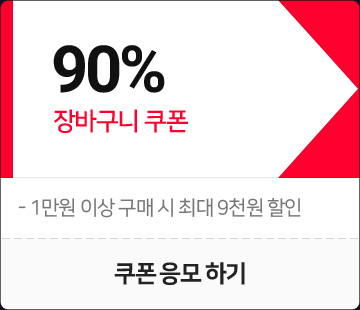 90%
장바구니 쿠폰
- 1만원 이상 구매 시 최대 9천원 할인
쿠폰 응모 하기